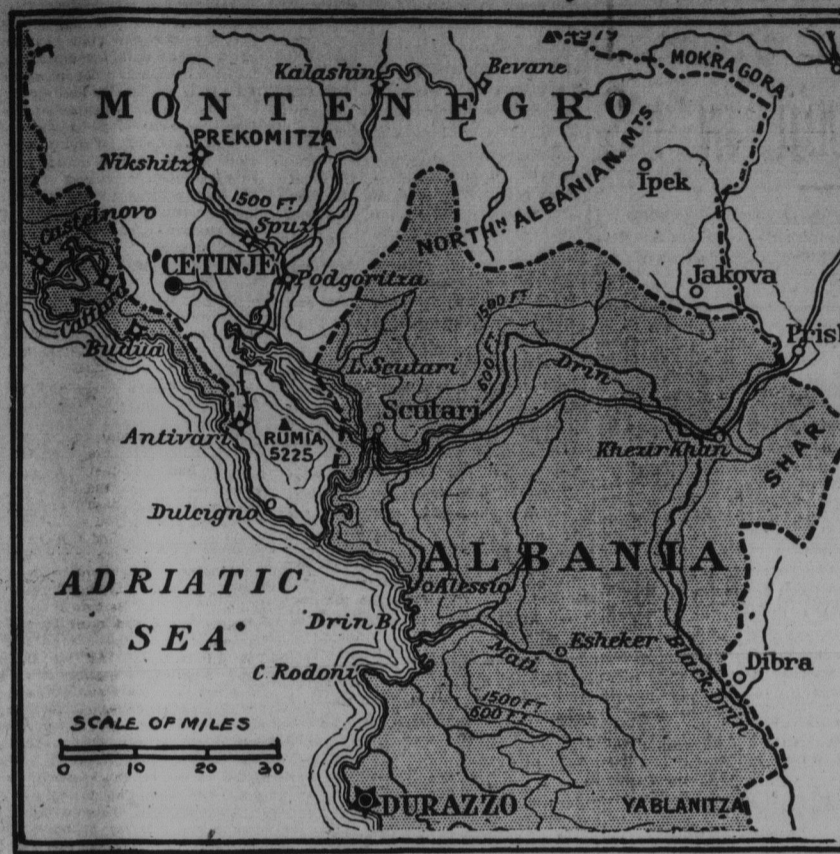 MOKRA GORA
Kalashin
Bevane
MONTENEGRO
PREKOMITZA
Nikshitz
NORTHN. ALBANIAN. MTS
Ipek
1500 FT
Castelnovo
Spuz
CETINJE
Podgoritza
Jakova
Cattaro
1500 FT
Budua
L. Scutari
600 FT
Drin
Scutari
Antivari
RUMIA
5225
Khezir Khan
SHAR
Dulcigno
ALBANIA
ADRIATIC
SEA
Alessio
Drin B.
Mati
Esheker
Black Drin
Dibra
C. Rodoni
1500 FT
600 FT
SCALE OF MILES
0 10 20 30
DURAZZO
YABLANITZA